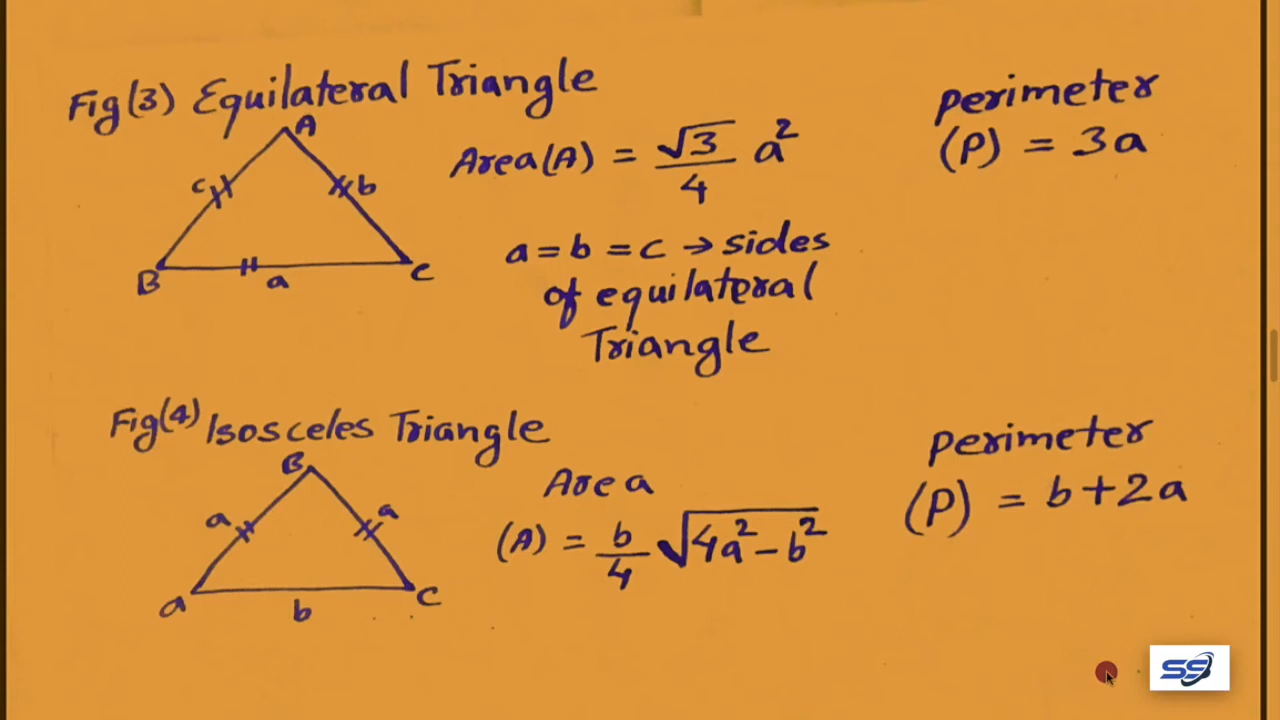 Fig(3) Equilateral Triangle
A
c
b
B
a
C
Area(A) = √3/4 a²
a = b = c → sides
of equilateral
Triangle
Perimeter
(P) = 3a
Fig(4) Isosceles Triangle
B
a
a
a
b
C
Area
(A) = b/4 √4a²-b²
Perimeter
(P) = b+2a
SS